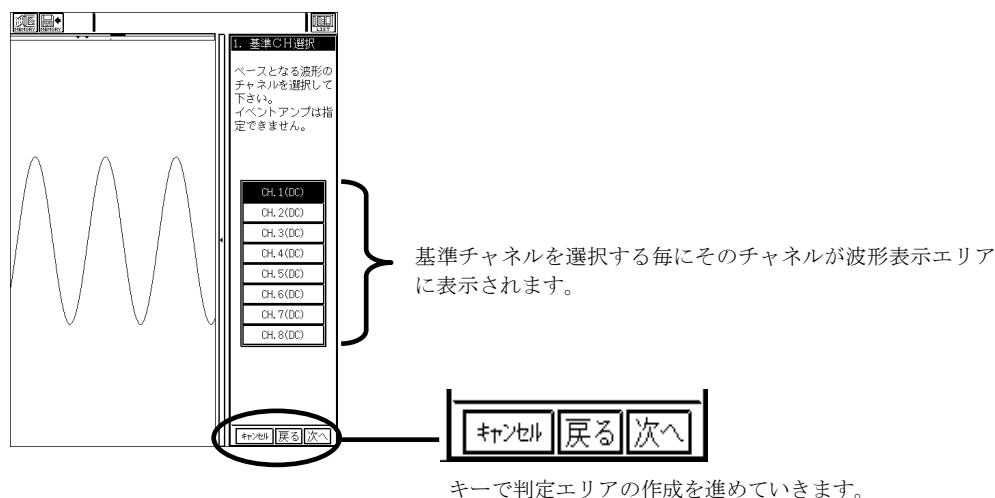 MEMORY MEMORY LIST
1. 基準CH選択
ベースとなる波形の
チャネルを選択して
下さい。
イベントアンプは指
定できません。
CH.1(DC)
CH.2(DC)
CH.3(DC)
CH.4(DC)
CH.5(DC)
CH.6(DC)
CH.7(DC)
CH.8(DC)
基準チャネルを選択する毎にそのチャネルが波形表示エリア
に表示されます。
キャンセル 戻る 次へ
キャンセル 戻る 次へ
キーで判定エリアの作成を進めていきます。